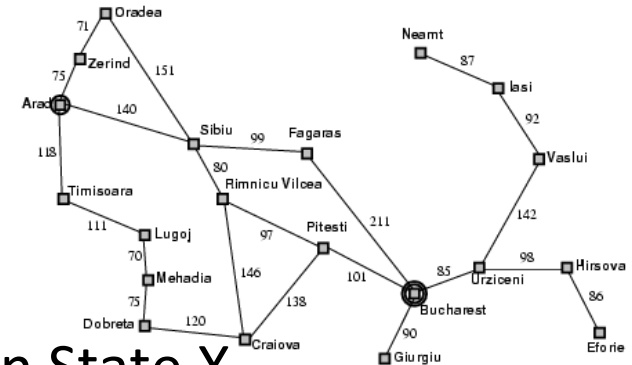 Oradea
71
Neamt
Zerind
87
75
151
Iasi
Arad
140
92
Sibiu
Fagaras
99
118
80
Vaslui
Rimnicu Vilcea
Timisoara
111
Pitesti
211
142
Lugoj
97
70
98
Hirsova
146
85
Mehadia
101
Urziceni
75
138
86
Bucharest
Dobreta
120
90
Craiova
Eforie
Giurgiu
n State X